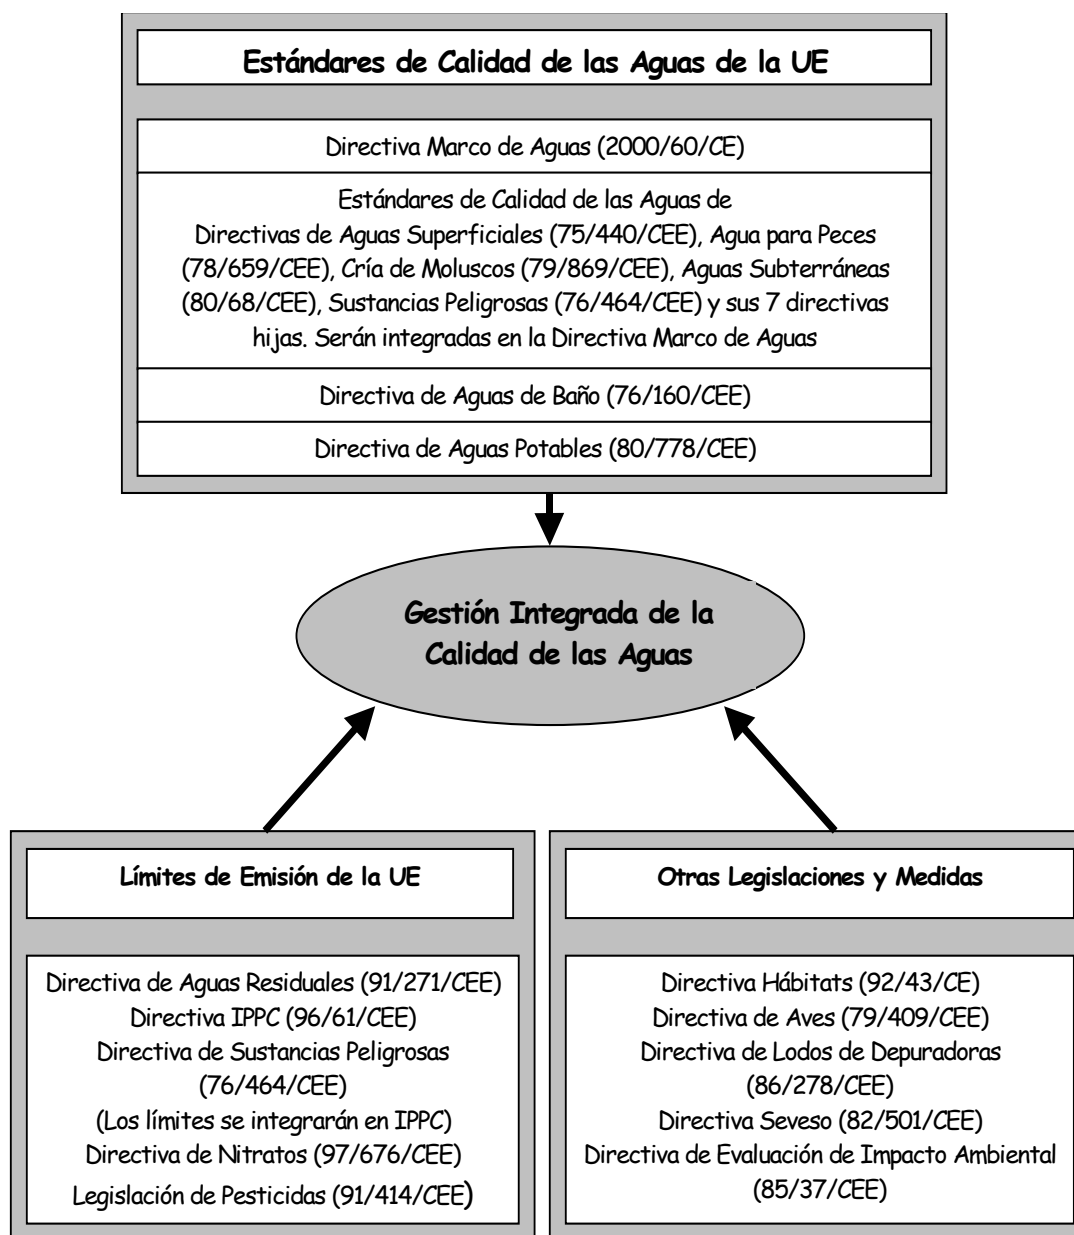 Estándares de Calidad de las Aguas de la UE
Directiva Marco de Aguas (2000/60/CE)
Estándares de Calidad de las Aguas de
Directivas de Aguas Superficiales (75/440/CEE), Agua para Peces
(78/659/CEE), Cría de Moluscos (79/869/CEE), Aguas Subterráneas
(80/68/CEE), Sustancias Peligrosas (76/464/CEE) y sus 7 directivas
hijas. Serán integradas en la Directiva Marco de Aguas
Directiva de Aguas de Baño (76/160/CEE)
Directiva de Aguas Potables (80/778/CEE)
Gestión Integrada de la
Calidad de las Aguas
Límites de Emisión de la UE
Directiva de Aguas Residuales (91/271/CEE)
Directiva IPPC (96/61/CEE)
Directiva de Sustancias Peligrosas
(76/464/CEE)
(Los límites se integrarán en IPPC)
Directiva de Nitratos (97/676/CEE)
Legislación de Pesticidas (91/414/CEE)
Otras Legislaciones y Medidas
Directiva Hábitats (92/43/CE)
Directiva de Aves (79/409/CEE)
Directiva de Lodos de Depuradoras
(86/278/CEE)
Directiva Seveso (82/501/CEE)
Directiva de Evaluación de Impacto Ambiental
(85/37/CEE)